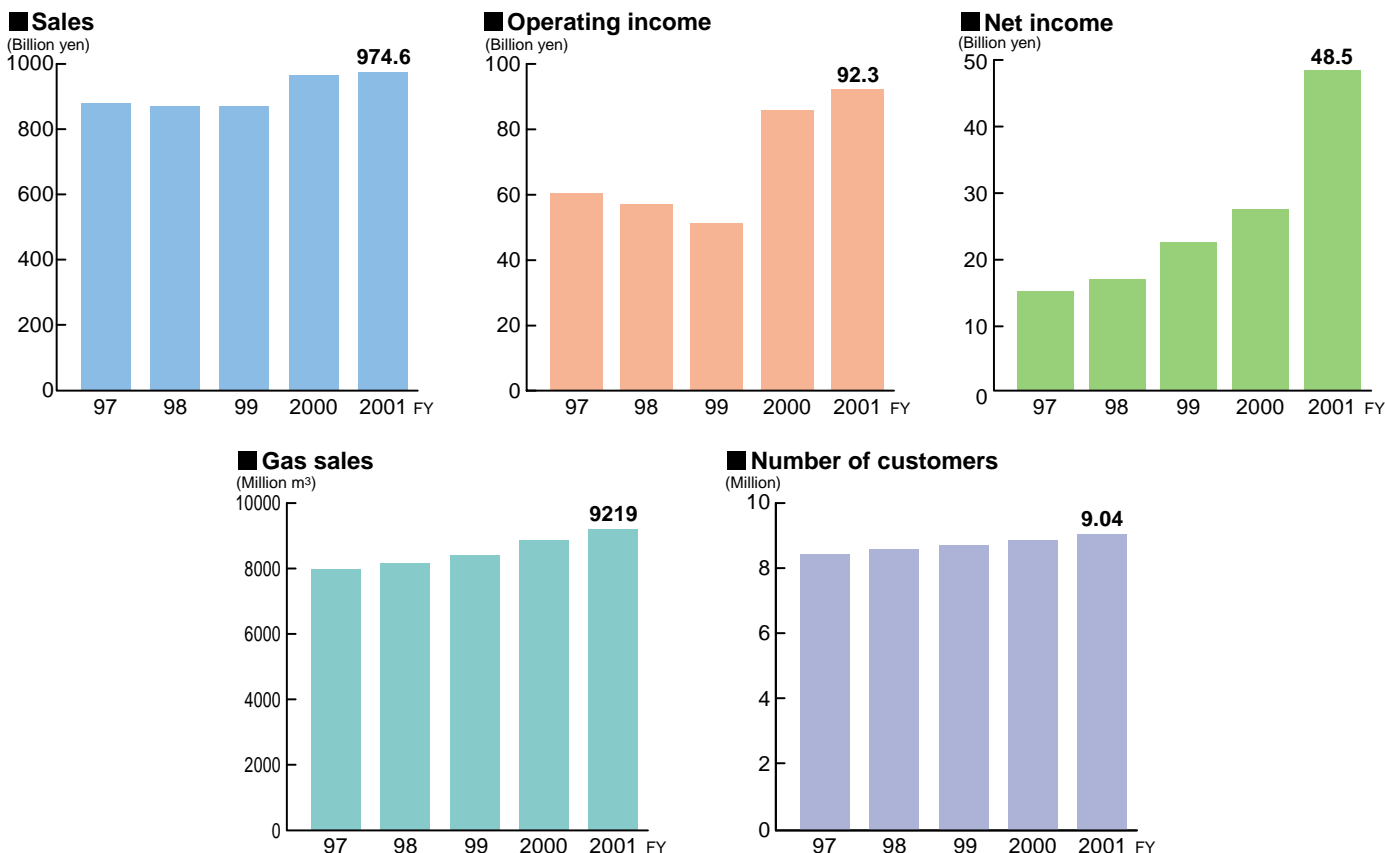 ■ Sales
(Billion yen)
1000
800
600
400
200
0
974.6
97 98 99 2000 2001 FY
■ Operating income
(Billion yen)
100
80
60
40
20
0
92.3
97 98 99 2000 2001 FY
■ Net income
(Billion yen)
50
40
30
20
10
0
48.5
97 98 99 2000 2001 FY
■ Gas sales
(Million m³)
10000
8000
6000
4000
2000
0
9219
97 98 99 2000 2001 FY
■ Number of customers
(Million)
10
8
6
4
2
0
9.04
97 98 99 2000 2001 FY